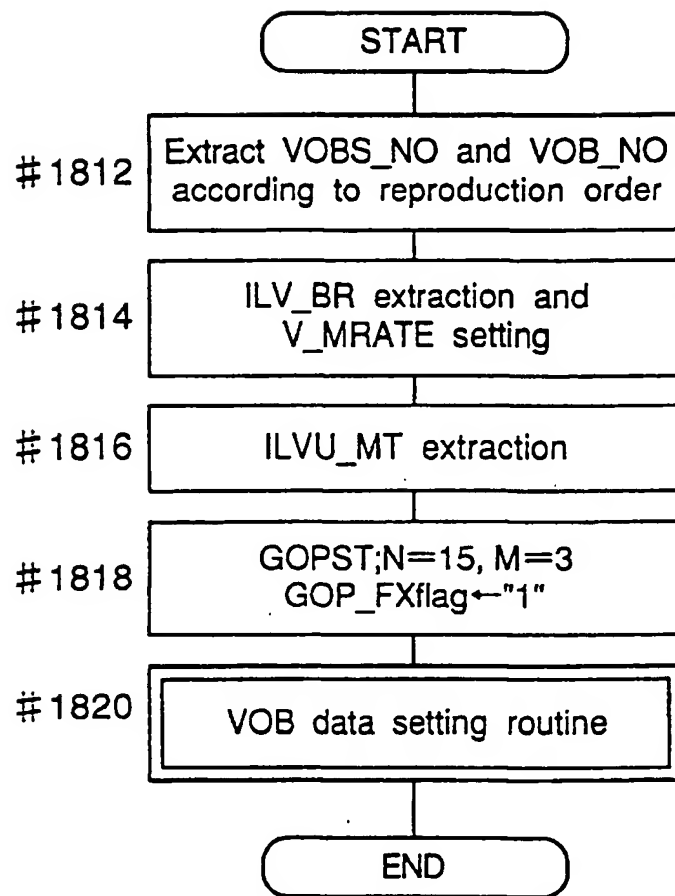 START
#1812
Extract VOBS_NO and VOB_NO
according to reproduction order
#1814
ILV_BR extraction and
V_MRATE setting
#1816
ILVU_MT extraction
#1818
GOPST;N=15, M=3
GOP_FXflag←"1"
#1820
VOB data setting routine
END